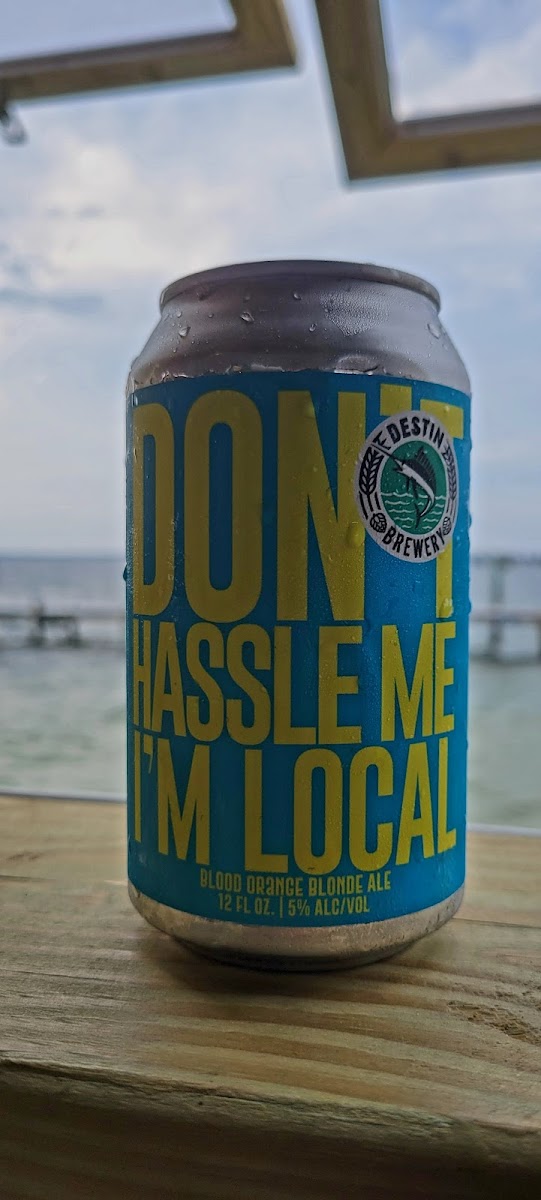 DON'T
HASSLE ME
I'M LOCAL
DESTIN
BREWERY
BLOOD ORANGE BLONDE ALE
12 FL OZ. | 5% ALC/VOL